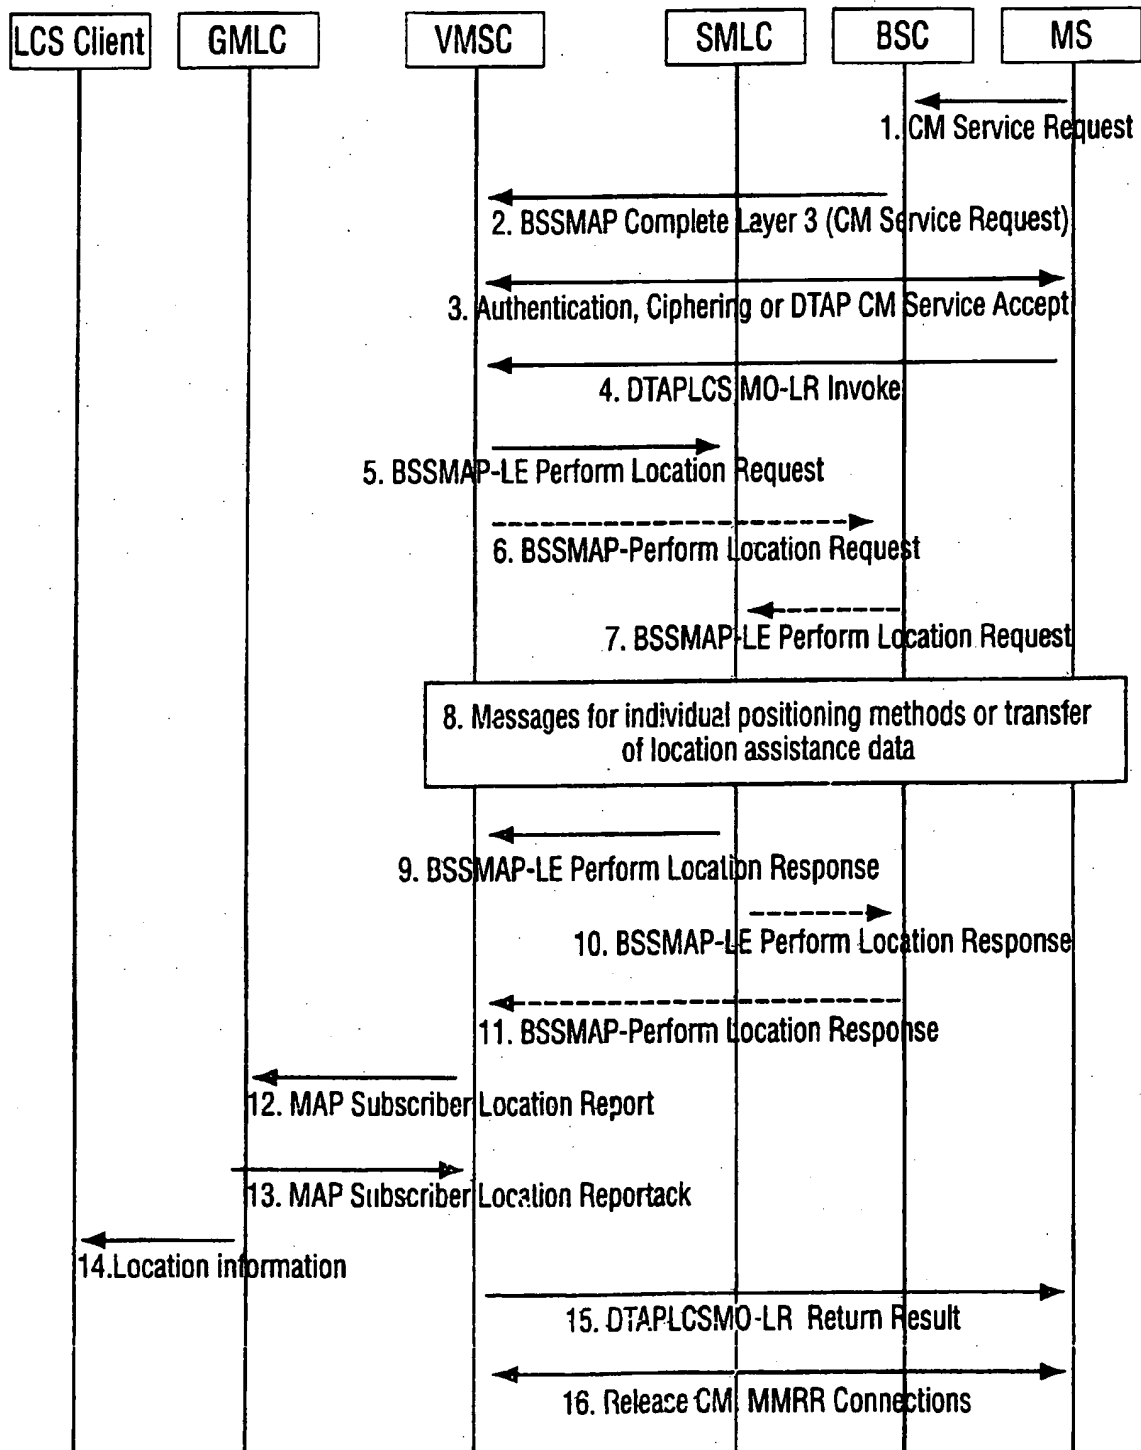 LCS Client
GMLC
VMSC
SMLC
BSC
MS
1. CM Service Request
2. BSSMAP Complete Layer 3 (CM Service Request)
3. Authentication, Ciphering or DTAP CM Service Accept
4. DTAPLCS MO-LR Invoke
5. BSSMAP-LE Perform Location Request
6. BSSMAP-Perform Location Request
7. BSSMAP-LE Perform Location Request
8. Messages for individual positioning methods or transfer
of location assistance data
9. BSSMAP-LE Perform Location Response
10. BSSMAP-LE Perform Location Response
11. BSSMAP-Perform Location Response
12. MAP Subscriber Location Report
13. MAP Subscriber Location Reportack
14.Location information
15. DTAPLCSMO-LR Return Result
16. Release CM MMRR Connections